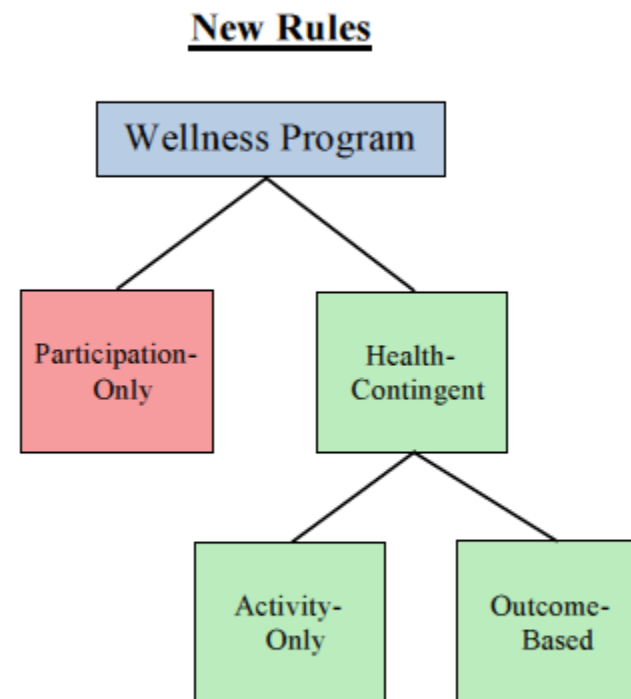 New Rules
Wellness Program
Participation-
Only
Health-
Contingent
Activity-
Only
Outcome-
Based